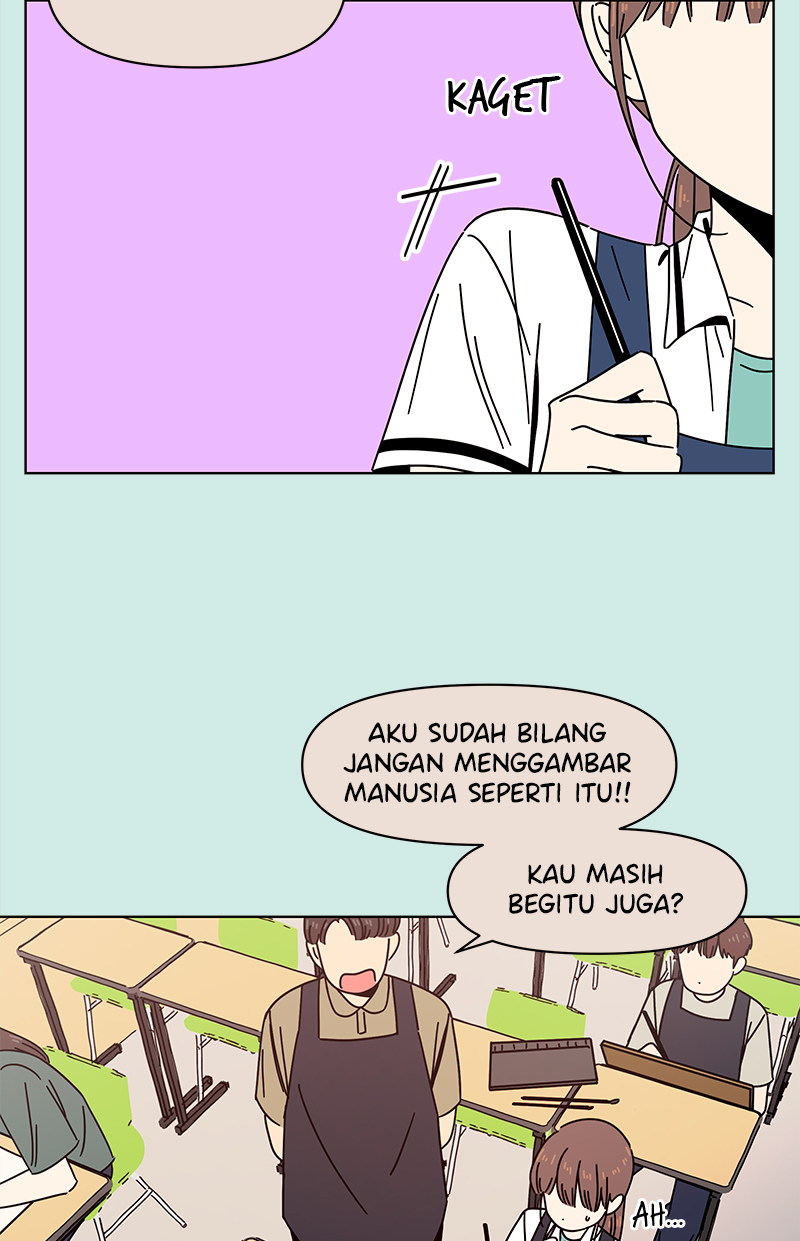 KAGET
AKU SUDAH BILANG
JANGAN MENGGAMBAR
MANUSIA SEPERTI ITU!!
KAU MASIH
BEGITU JUGA?
AH...